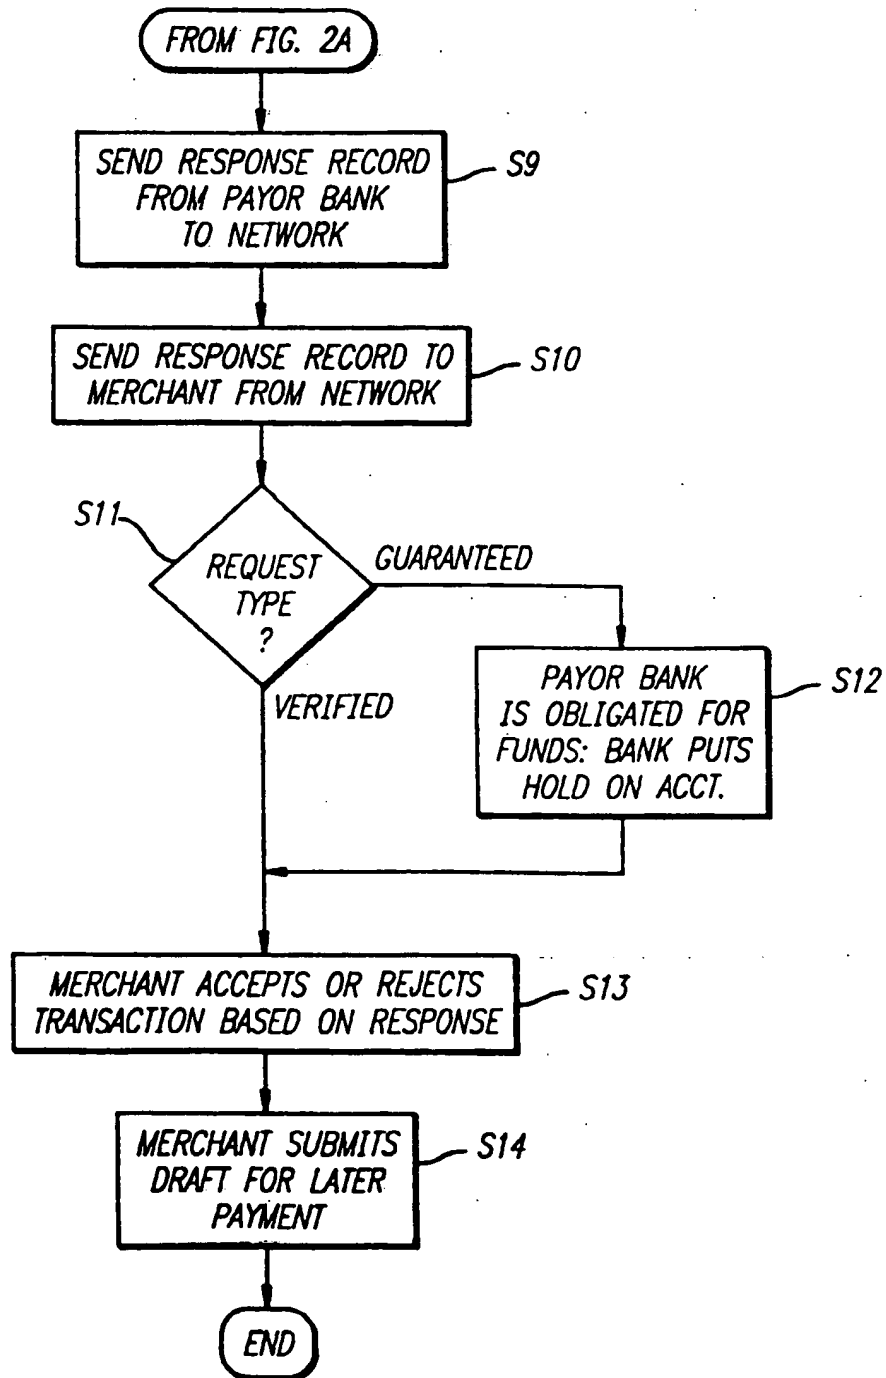 FROM FIG. 2A
SEND RESPONSE RECORD
FROM PAYOR BANK
TO NETWORK
S9
SEND RESPONSE RECORD TO
MERCHANT FROM NETWORK
S10
S11
REQUEST
TYPE
?
GUARANTEED
VERIFIED
PAYOR BANK
IS OBLIGATED FOR
FUNDS: BANK PUTS
HOLD ON ACCT.
S12
MERCHANT ACCEPTS OR REJECTS
TRANSACTION BASED ON RESPONSE
S13
MERCHANT SUBMITS
DRAFT FOR LATER
PAYMENT
S14
END